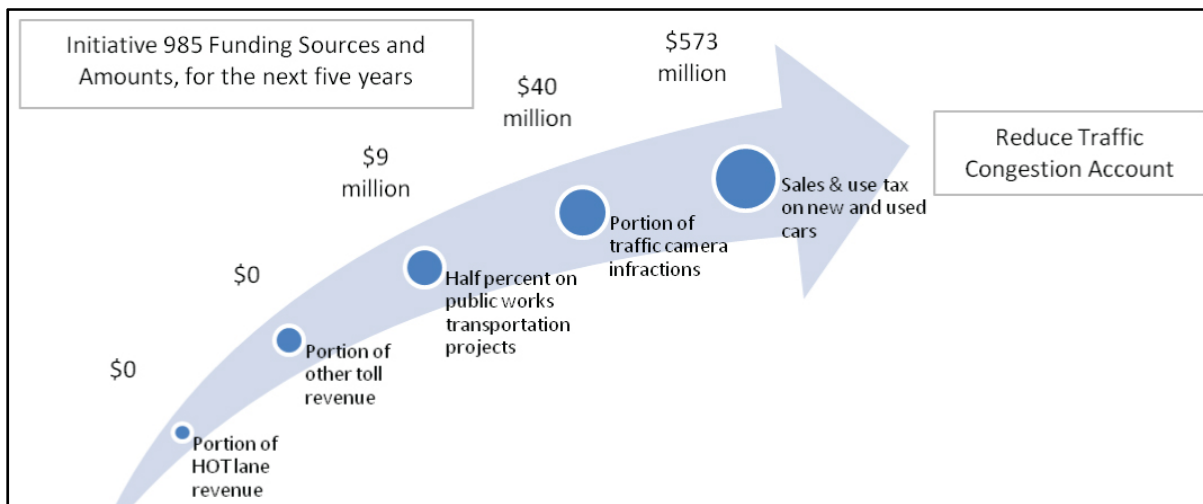 Initiative 985 Funding Sources and
Amounts, for the next five years
$573
million
$40
million
$9
million
$0
$0
Reduce Traffic
Congestion Account
Sales & use tax
on new and used
cars
Portion of
traffic camera
infractions
Half percent on
public works
transportation
projects
Portion of
other toll
revenue
Portion of
HOT lane
revenue